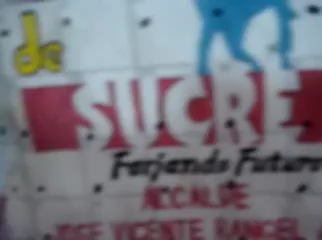 de
SUCRE
Forjando Futuro
ALCALDE
JOSE VICENTE RANGEL